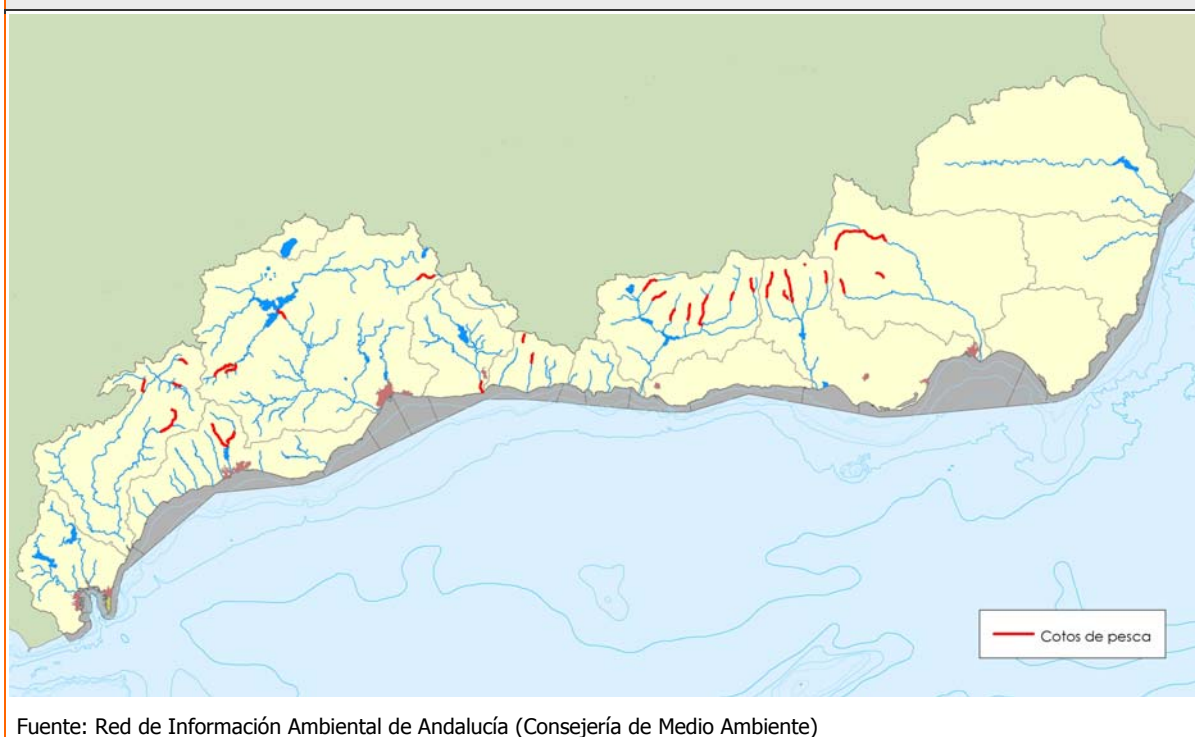 Cotos de pesca
Fuente: Red de Información Ambiental de Andalucía (Consejería de Medio Ambiente)